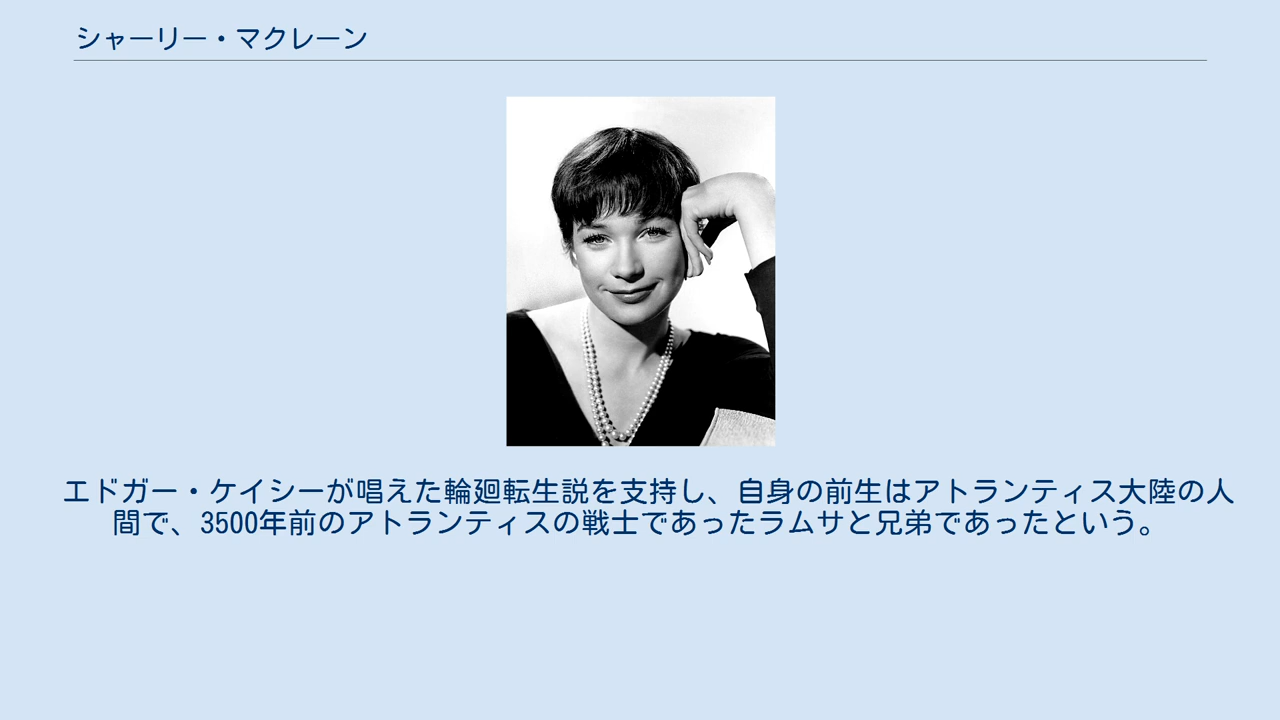 シャーリー・マクレーン
エドガー・ケイシーが唱えた輪廻転生説を支持し、自身の前生はアトランティス大陸の人
間で、3500年前のアトランティスの戦士であったラムサと兄弟であったという。